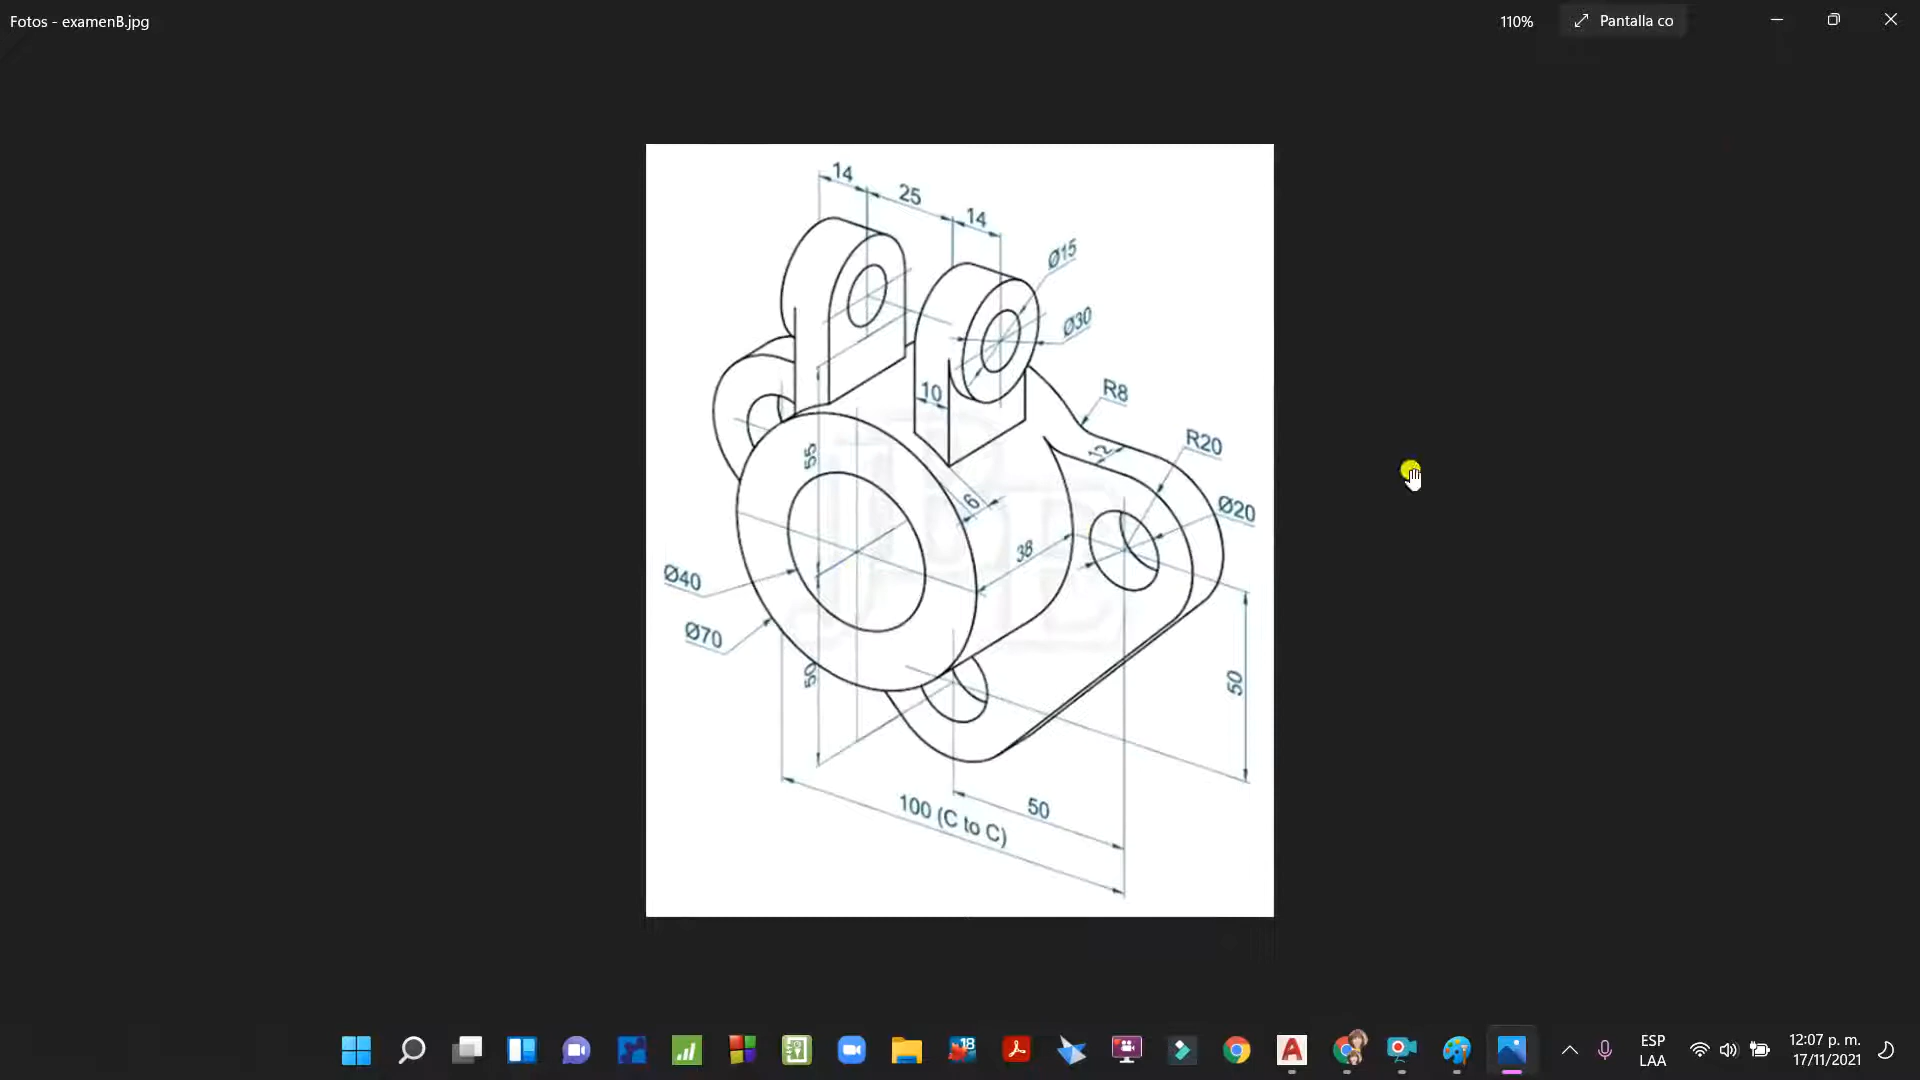 Fotos - examenB.jpg
110%
Pantalla co
14
25
14
Ø15
Ø30
10
R8
12
R20
Ø20
55
6
38
Ø40
Ø70
50
50
50
100 (C to C)
18
ESP
LAA
12:07 p. m.
17/11/2021